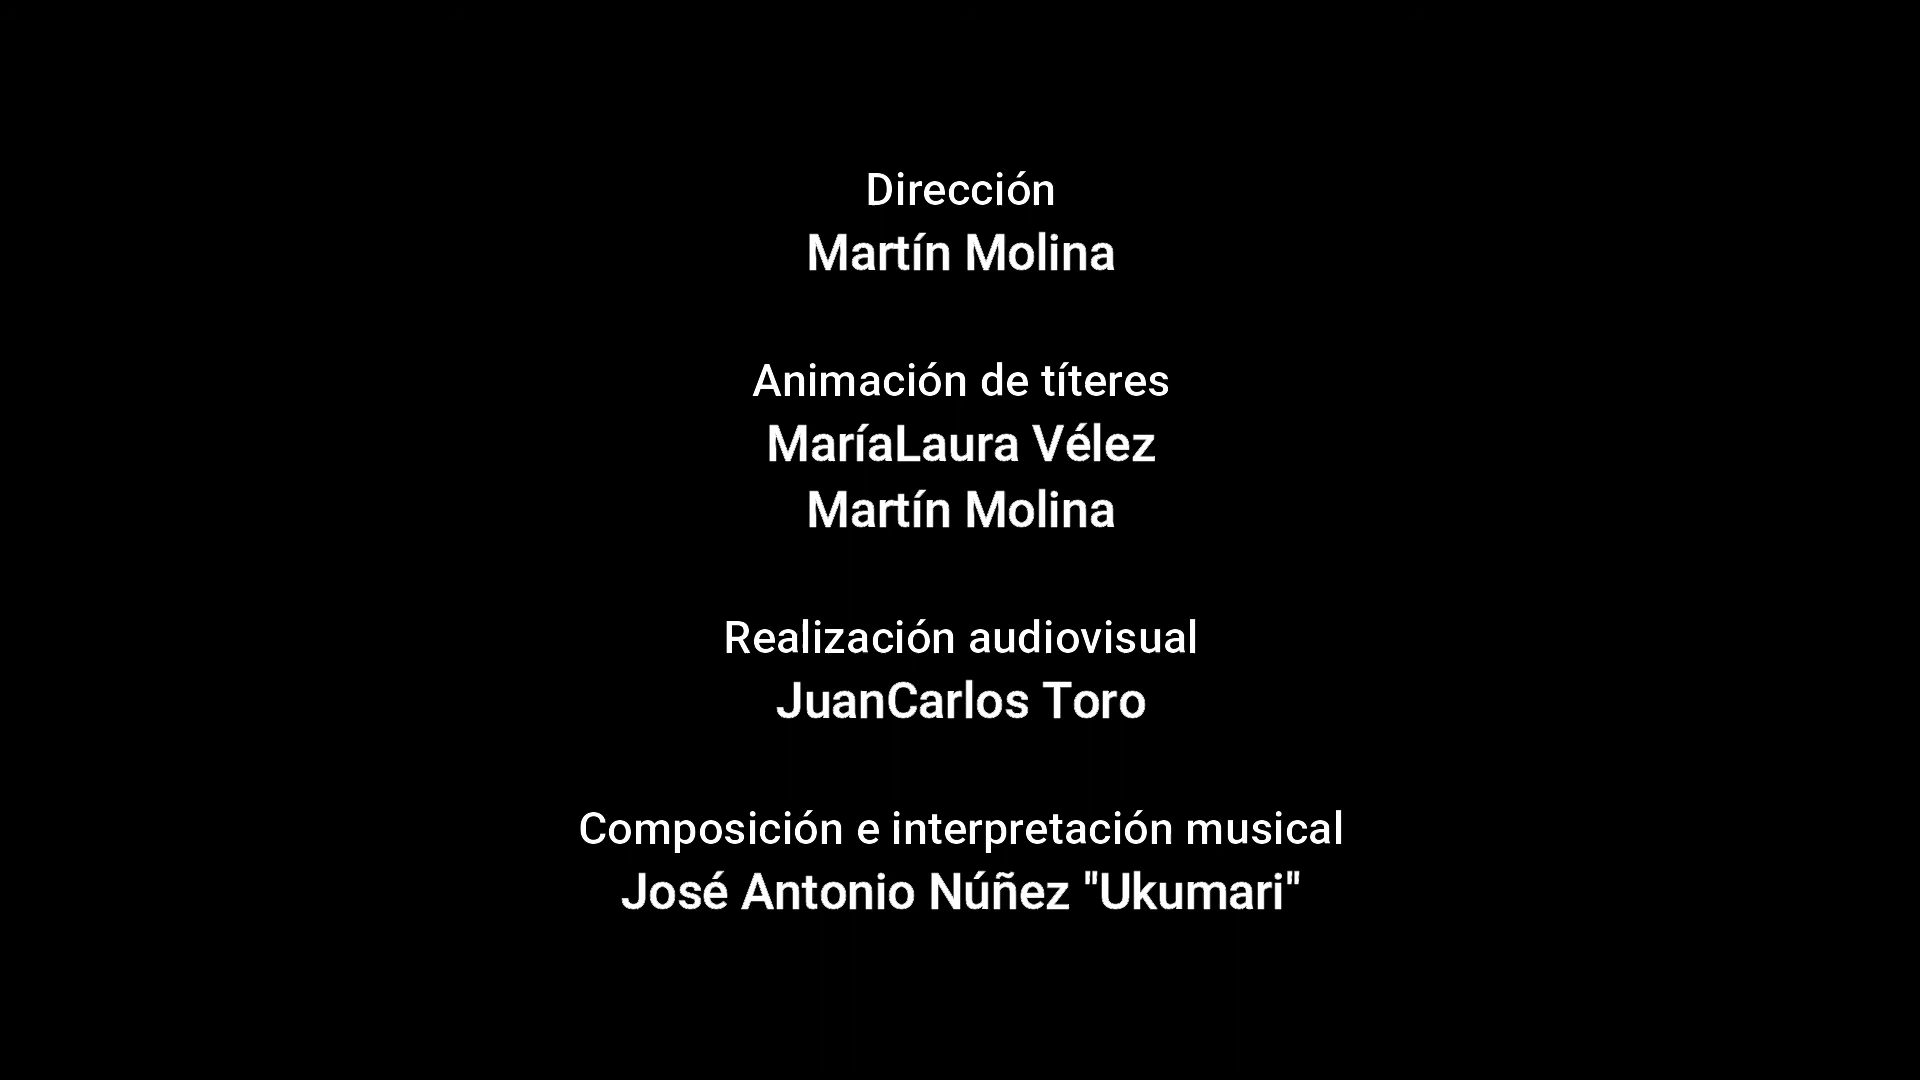 Dirección
Martín Molina
Animación de títeres
MaríaLaura Vélez
Martín Molina
Realización audiovisual
JuanCarlos Toro
Composición e interpretación musical
José Antonio Núñez "Ukumari"